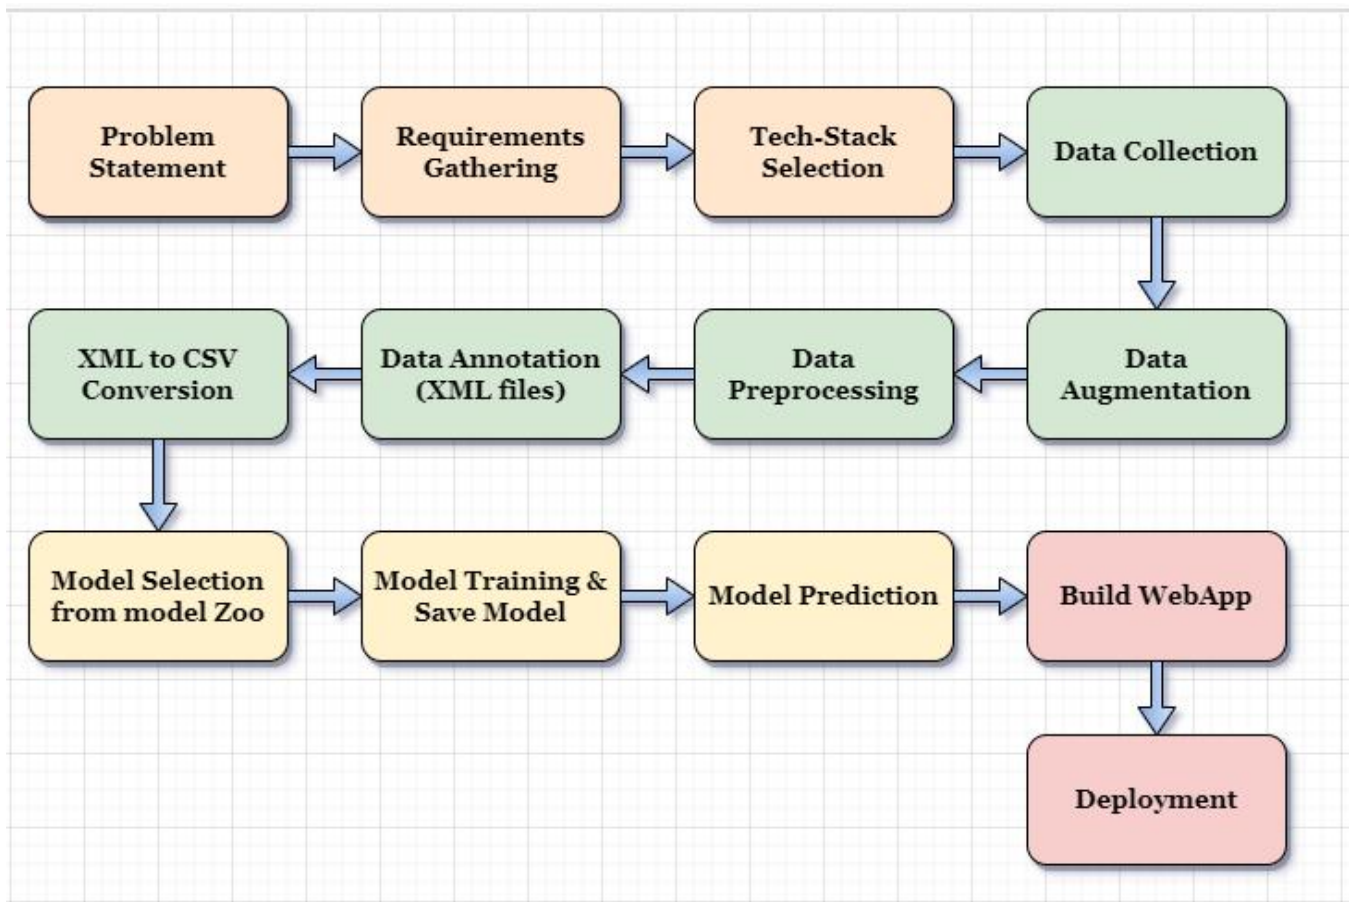 Problem
Statement
Requirements
Gathering
Tech-Stack
Selection
Data Collection
XML to CSV
Conversion
Data Annotation
(XML files)
Data
Preprocessing
Data
Augmentation
Model Selection
from model Zoo
Model Training &
Save Model
Model Prediction
Build WebApp
Deployment